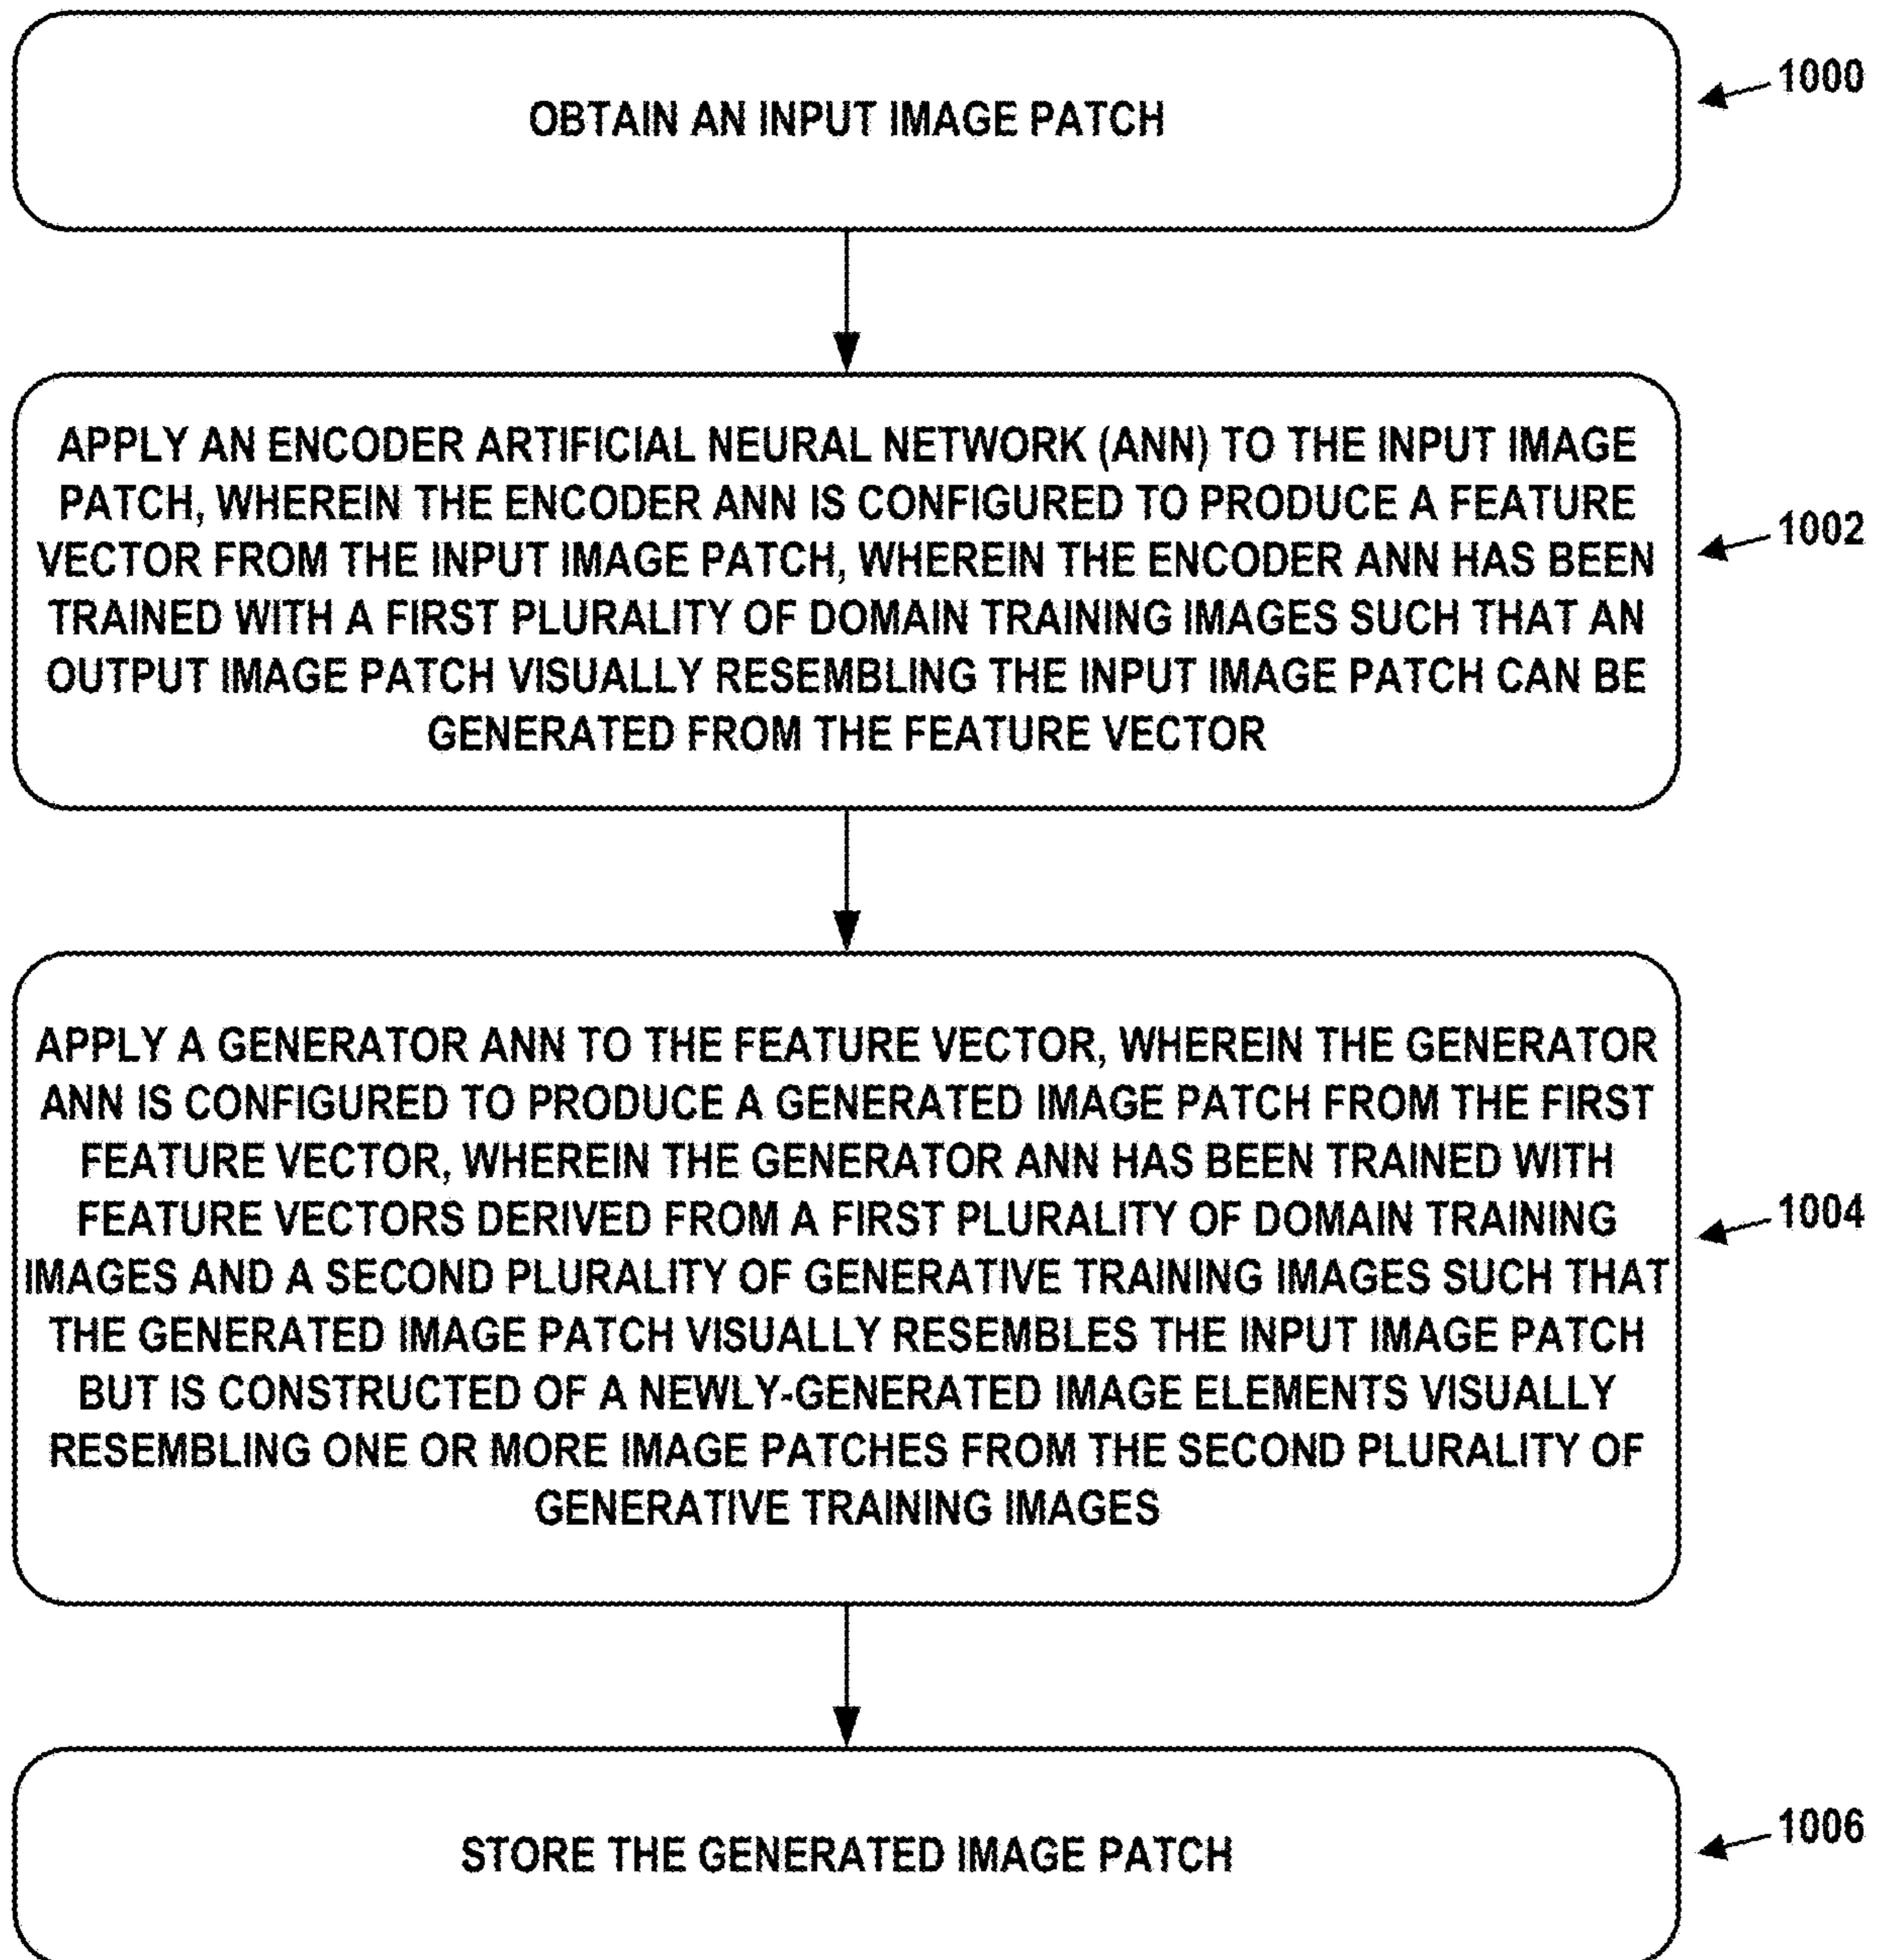 OBTAIN AN INPUT IMAGE PATCH
1000
APPLY AN ENCODER ARTIFICIAL NEURAL NETWORK (ANN) TO THE INPUT IMAGE
PATCH, WHEREIN THE ENCODER ANN IS CONFIGURED TO PRODUCE A FEATURE
VECTOR FROM THE INPUT IMAGE PATCH, WHEREIN THE ENCODER ANN HAS BEEN
TRAINED WITH A FIRST PLURALITY OF DOMAIN TRAINING IMAGES SUCH THAT AN
OUTPUT IMAGE PATCH VISUALLY RESEMBLING THE INPUT IMAGE PATCH CAN BE
GENERATED FROM THE FEATURE VECTOR
1002
APPLY A GENERATOR ANN TO THE FEATURE VECTOR, WHEREIN THE GENERATOR
ANN IS CONFIGURED TO PRODUCE A GENERATED IMAGE PATCH FROM THE FIRST
FEATURE VECTOR, WHEREIN THE GENERATOR ANN HAS BEEN TRAINED WITH
FEATURE VECTORS DERIVED FROM A FIRST PLURALITY OF DOMAIN TRAINING
IMAGES AND A SECOND PLURALITY OF GENERATIVE TRAINING IMAGES SUCH THAT
THE GENERATED IMAGE PATCH VISUALLY RESEMBLES THE INPUT IMAGE PATCH
BUT IS CONSTRUCTED OF A NEWLY-GENERATED IMAGE ELEMENTS VISUALLY
RESEMBLING ONE OR MORE IMAGE PATCHES FROM THE SECOND PLURALITY OF
GENERATIVE TRAINING IMAGES
1004
STORE THE GENERATED IMAGE PATCH
1006